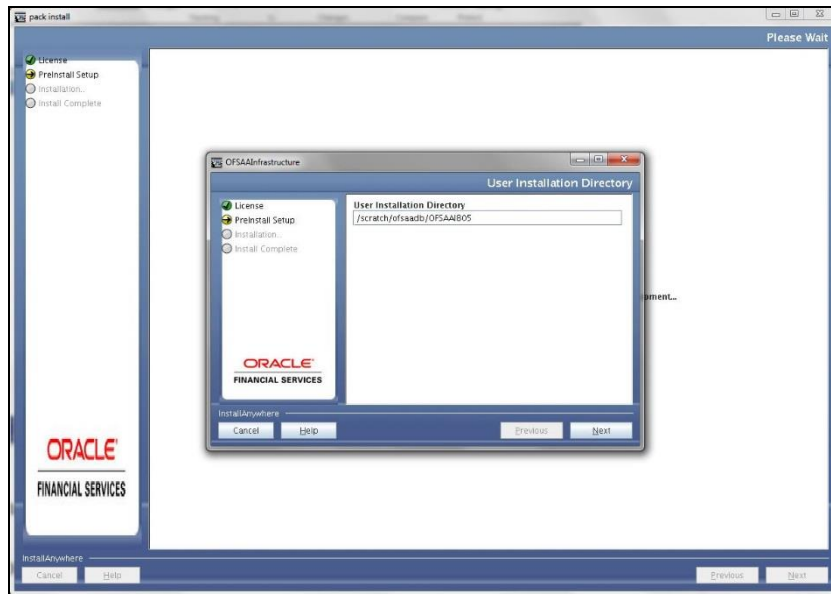 pack install
Please Wait
License
PreInstall Setup
Installation..
Install Complete
OFSAAInfrastructure
User Installation Directory
License
PreInstall Setup
Installation..
Install Complete
User Installation Directory
/scratch/ofsaadb/OFSAAI805
ORACLE
FINANCIAL SERVICES
InstallAnywhere
Cancel
Help
Previous
Next
ORACLE
FINANCIAL SERVICES
InstallAnywhere
Cancel
Help
Previous
Next